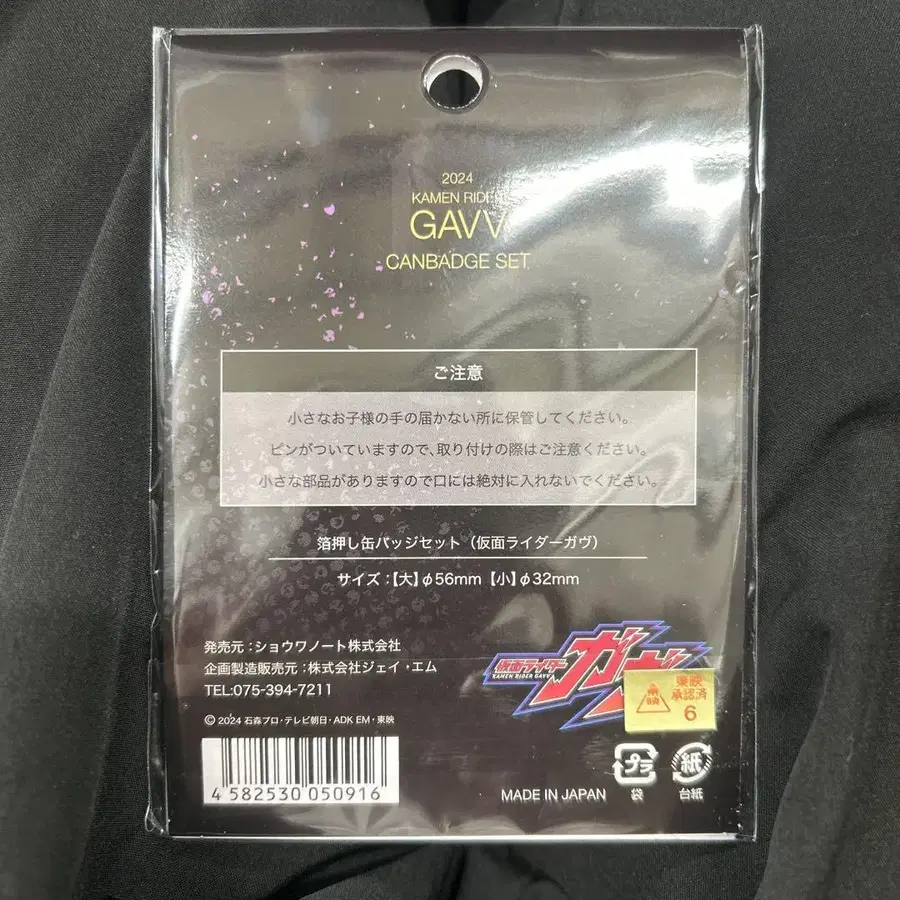 2024
KAMEN RIDER
GAVV
CANBADGE SET
ご注意
小さなお子様の手の届かない所に保管してください。
ピンがついていますので、取り付けの際はご注意ください。
小さな部品がありますので口には絶対に入れないでください。
箔押し缶バッジセット（仮面ライダーガヴ）
サイズ：【大】φ56mm 【小】φ32mm
発売元：ショウワノート株式会社
企画製造販売元：株式会社ジェイ・エム
TEL:075-394-7211
© 2024 石森プロ・テレビ朝日・ADK EM・東映
4 582530 050916
仮面ライダー
KAMEN RIDER GAVV
ガヴ
東映
東映
承認済
6
MADE IN JAPAN
プラ
袋
紙
台紙